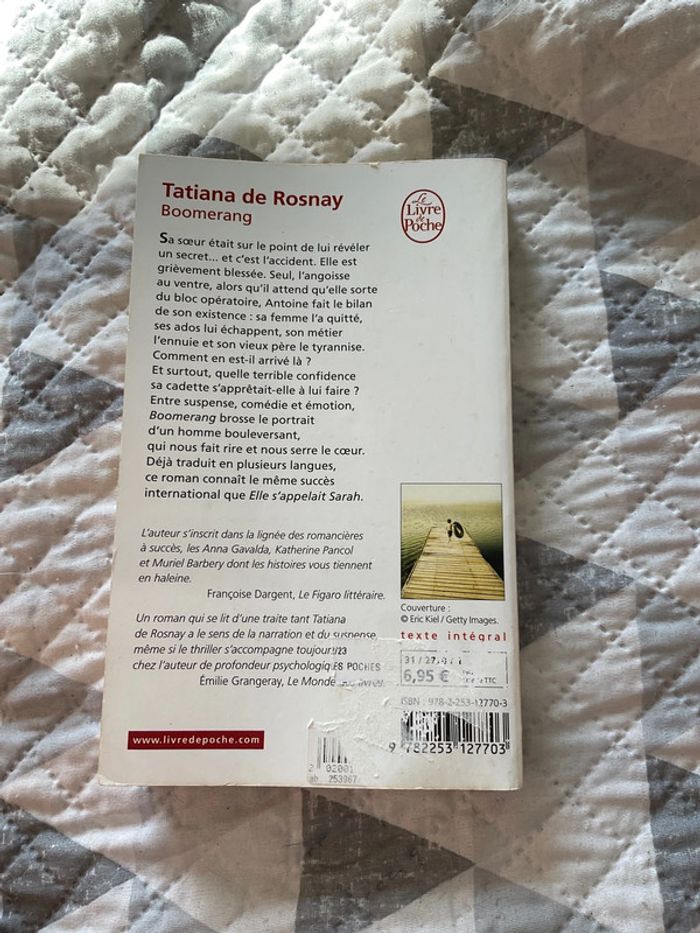 Tatiana de Rosnay
Boomerang
Le
Livre
de
Poche
Sa sœur était sur le point de lui révéler
un secret... et c'est l'accident. Elle est
grièvement blessée. Seul, l'angoisse
au ventre, alors qu'il attend qu'elle sorte
du bloc opératoire, Antoine fait le bilan
de son existence : sa femme l'a quitté,
ses ados lui échappent, son métier
l'ennuie et son vieux père le tyrannise.
Comment en est-il arrivé là ?
Et surtout, quelle terrible confidence
sa cadette s'apprêtait-elle à lui faire ?
Entre suspense, comédie et émotion,
Boomerang brosse le portrait
d'un homme bouleversant,
qui nous fait rire et nous serre le cœur.
Déjà traduit en plusieurs langues,
ce roman connaît le même succès
international que Elle s'appelait Sarah.
L'auteur s'inscrit dans la lignée des romancières
à succès, les Anna Gavalda, Katherine Pancol
et Muriel Barbery dont les histoires vous tiennent
en haleine.
Françoise Dargent, Le Figaro littéraire.
Un roman qui se lit d'une traite tant Tatiana
de Rosnay a le sens de la narration et du suspense
même si le thriller s'accompagne toujours
/23
chez l'auteur de profondeur psychologiq
ES POCHES
Émilie Grangeray, Le Monde
livres
Couverture :
© Eric Kiel / Getty Images.
texte intégral
6,95 €
TTC
ISBN : 978-2-253-12770-3
9 782253 127703
www.livredepoche.com
2 02001
ab 253967